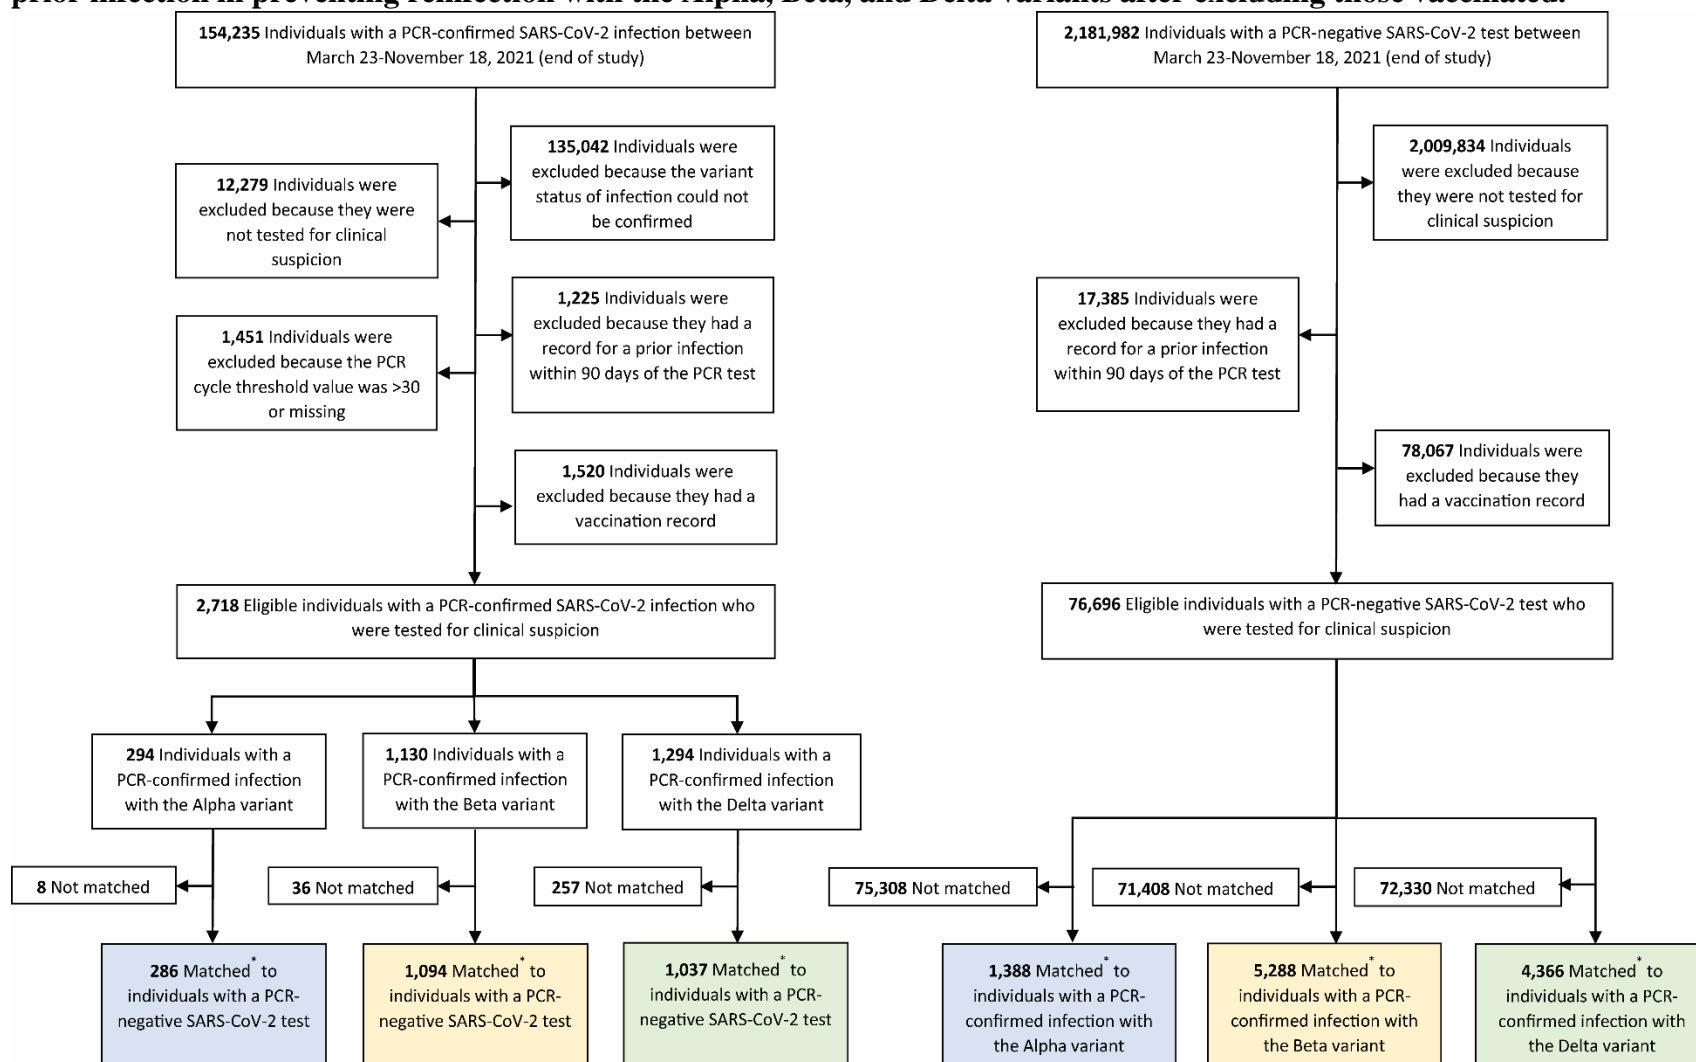 prior infection in preventing reinfection with the Alpha, Beta, and Delta variants after excluding those vaccinated.
154,235 Individuals with a PCR-confirmed SARS-CoV-2 infection between
March 23-November 18, 2021 (end of study)
2,181,982 Individuals with a PCR-negative SARS-CoV-2 test between
March 23-November 18, 2021 (end of study)
135,042 Individuals were
excluded because the variant
status of infection could not
be confirmed
12,279 Individuals were
excluded because they were
not tested for clinical
suspicion
2,009,834 Individuals
were excluded because
they were not tested for
clinical suspicion
1,225 Individuals were
excluded because they had a
record for a prior infection
within 90 days of the PCR test
1,451 Individuals were
excluded because the PCR
cycle threshold value was >30
or missing
17,385 Individuals were
excluded because they had a
record for a prior infection
within 90 days of the PCR test
1,520 Individuals were
excluded because they had a
vaccination record
78,067 Individuals were
excluded because they
had a vaccination record
2,718 Eligible individuals with a PCR-confirmed SARS-CoV-2 infection who
were tested for clinical suspicion
76,696 Eligible individuals with a PCR-negative SARS-CoV-2 test who
were tested for clinical suspicion
294 Individuals with a
PCR-confirmed infection
with the Alpha variant
1,130 Individuals with a
PCR-confirmed infection
with the Beta variant
1,294 Individuals with a
PCR-confirmed infection
with the Delta variant
8 Not matched
36 Not matched
257 Not matched
75,308 Not matched
71,408 Not matched
72,330 Not matched
286 Matched* to
individuals with a PCR-
negative SARS-CoV-2 test
1,094 Matched* to
individuals with a PCR-
negative SARS-CoV-2 test
1,037 Matched* to
individuals with a PCR-
negative SARS-CoV-2 test
1,388 Matched* to
individuals with a PCR-
confirmed infection with
the Alpha variant
5,288 Matched* to
individuals with a PCR-
confirmed infection with
the Beta variant
4,366 Matched* to
individuals with a PCR-
confirmed infection with
the Delta variant